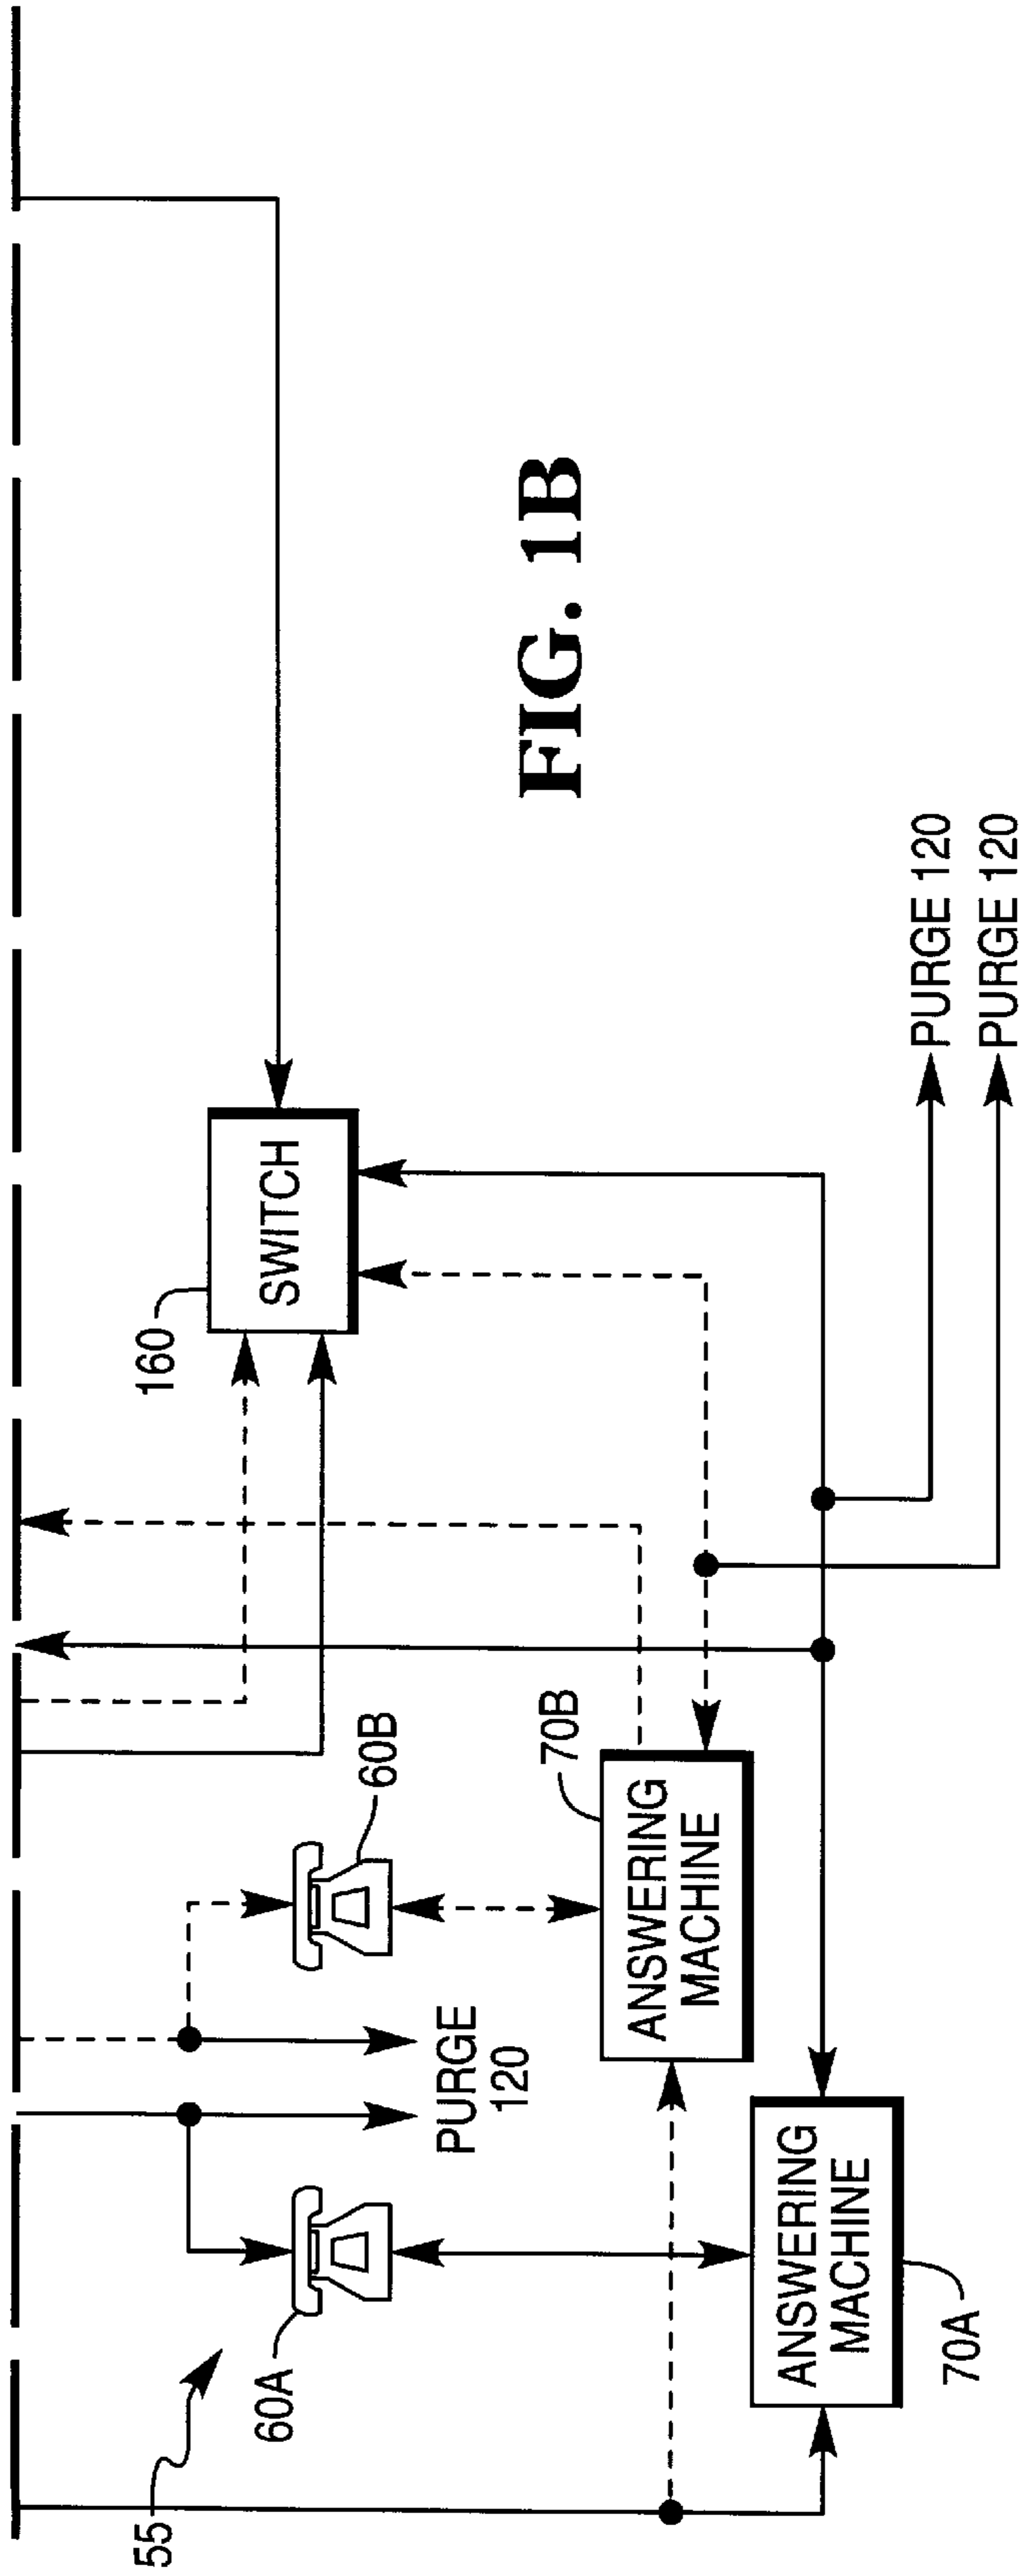 55
60A
PURGE
120
60B
160
SWITCH
ANSWERING
MACHINE
70B
ANSWERING
MACHINE
70A
PURGE 120
PURGE 120
FIG. 1B